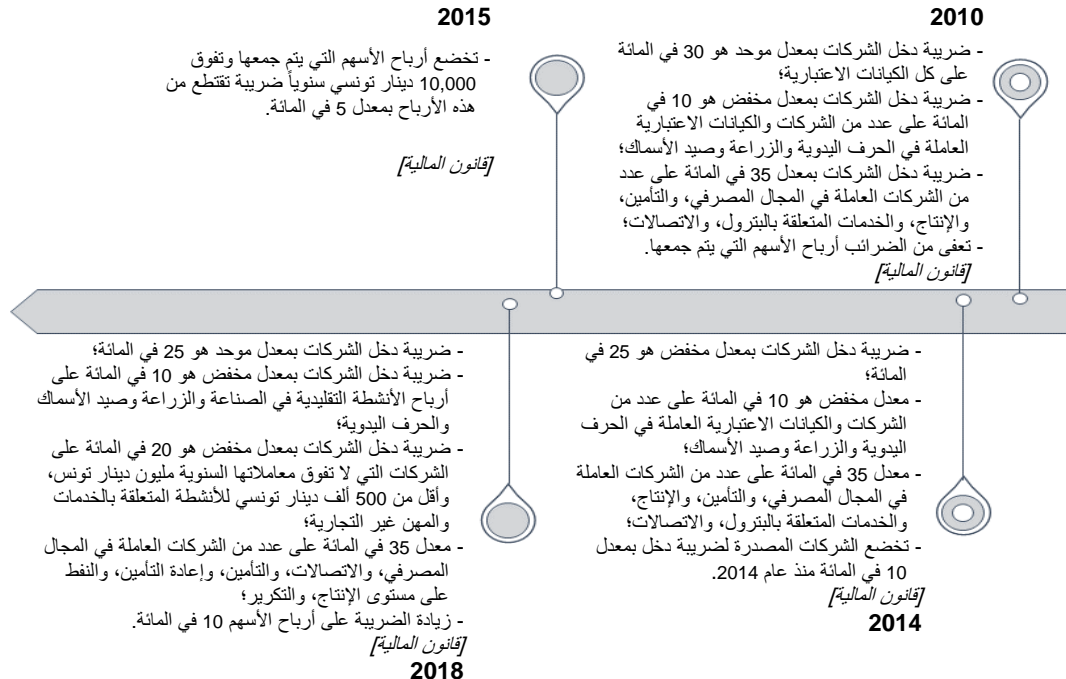 2010
- ضريبة دخل الشركات بمعدل موحد هو 30 في المائة
على كل الكيانات الاعتبارية؛
- ضريبة دخل الشركات بمعدل مخفض هو 10 في
المائة على عدد من الشركات والكيانات الاعتبارية
العاملة في الحرف اليدوية والزراعة وصيد الأسماك؛
- ضريبة دخل الشركات بمعدل 35 في المائة على عدد
من الشركات العاملة في المجال المصرفي، والتأمين،
والإنتاج، والخدمات المتعلقة بالبترول، والاتصالات؛
- تعفى من الضرائب أرباح الأسهم التي يتم جمعها.
[قانون المالية]
- ضريبة دخل الشركات بمعدل مخفض هو 25 في
المائة؛
- معدل مخفض هو 10 في المائة على عدد من
الشركات والكيانات الاعتبارية العاملة في الحرف
اليدوية والزراعة وصيد الأسماك؛
- معدل 35 في المائة على عدد من الشركات العاملة
في المجال المصرفي، والتأمين، والإنتاج،
والخدمات المتعلقة بالبترول، والاتصالات؛
- تخضع الشركات المصدرة لضريبة دخل بمعدل
10 في المائة منذ عام 2014.
[قانون المالية]
2014
2015
- تخضع أرباح الأسهم التي يتم جمعها وتفوق
10,000 دينار تونسي سنوياً ضريبة تقتطع من
هذه الأرباح بمعدل 5 في المائة.
[قانون المالية]
- ضريبة دخل الشركات بمعدل موحد هو 25 في المائة؛
- ضريبة دخل الشركات بمعدل مخفض هو 10 في المائة على
أرباح الأنشطة التقليدية في الصناعة والزراعة وصيد الأسماك
والحرف اليدوية؛
- ضريبة دخل الشركات بمعدل مخفض هو 20 في المائة على
الشركات التي لا تفوق معاملاتها السنوية مليون دينار تونس،
وأقل من 500 ألف دينار تونسي للأنشطة المتعلقة بالخدمات
والمهن غير التجارية؛
- معدل 35 في المائة على عدد من الشركات العاملة في المجال
المصرفي، والاتصالات، والتأمين، وإعادة التأمين، والنفط
على مستوى الإنتاج، والتكرير؛
- زيادة الضريبة على أرباح الأسهم 10 في المائة.
[قانون المالية]
2018